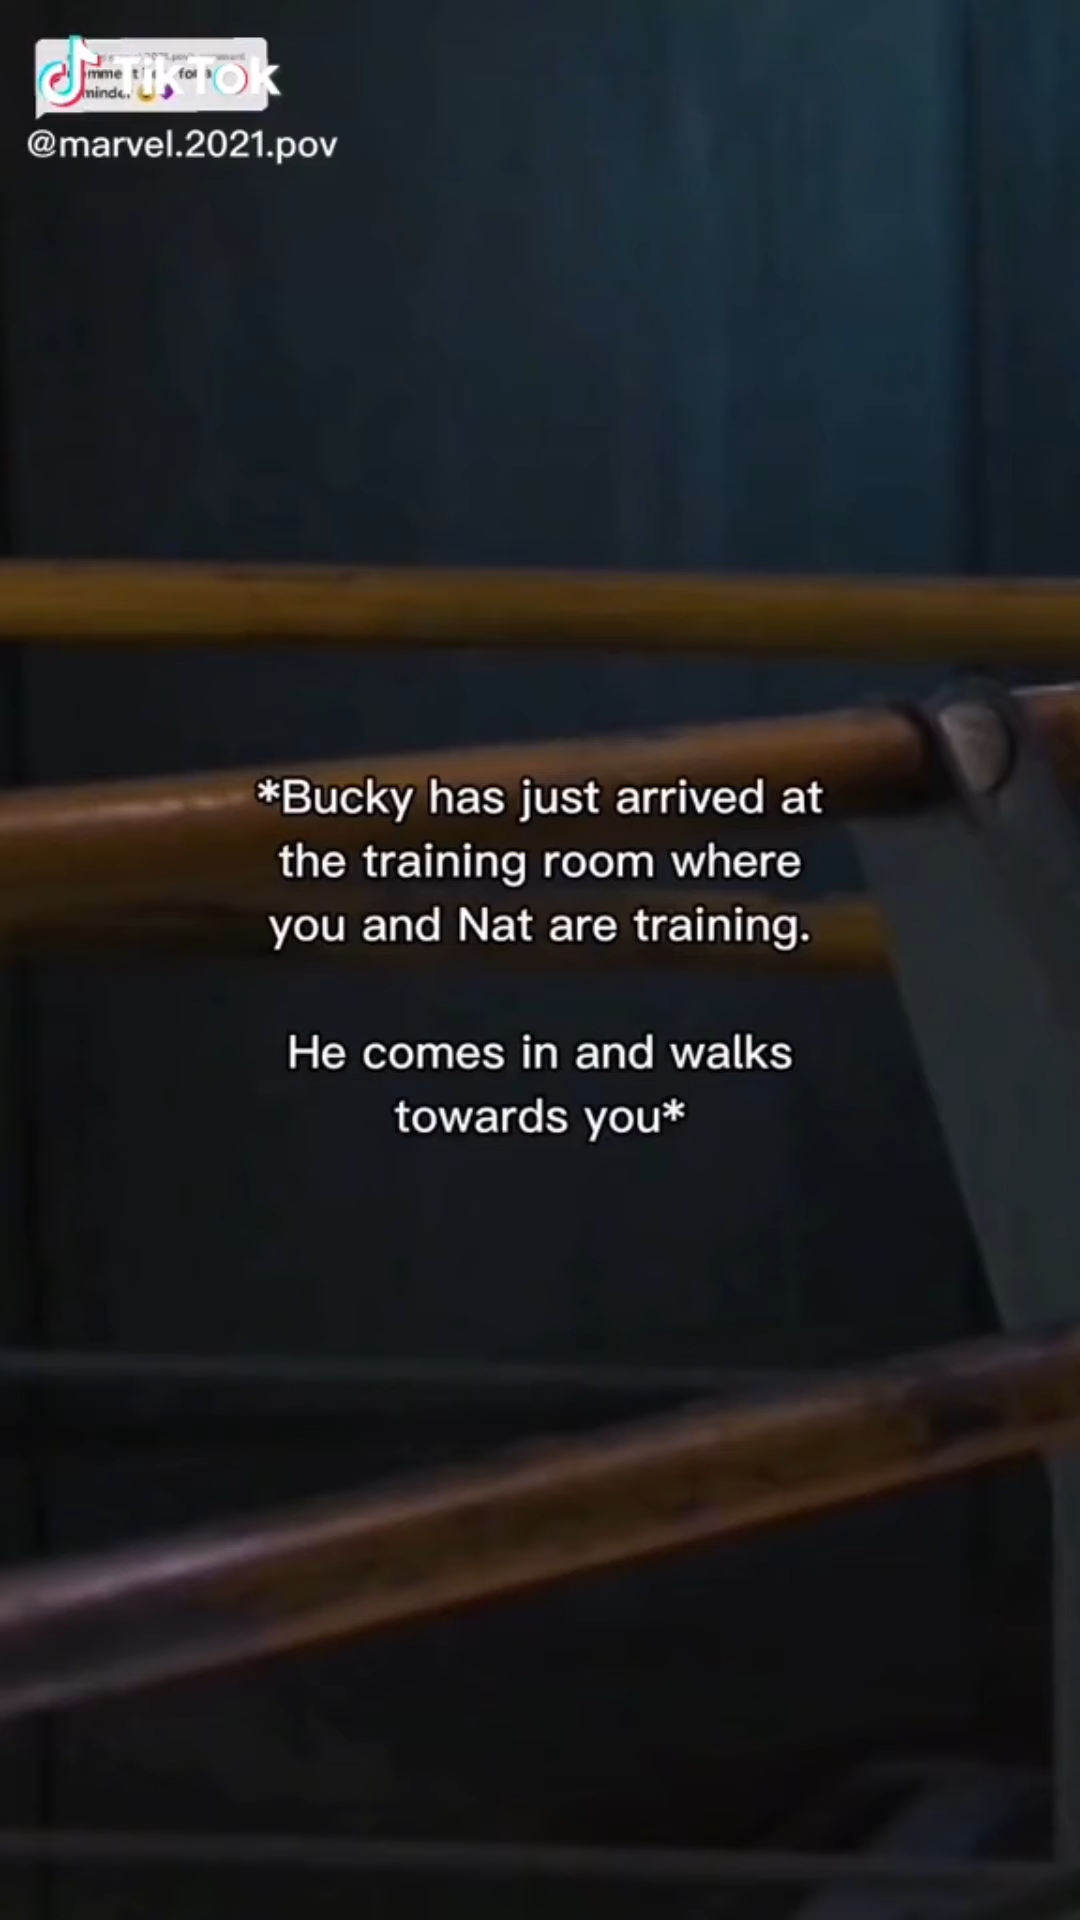 TikTok
@marvel.2021.pov
*Bucky has just arrived at
the training room where
you and Nat are training.
He comes in and walks
towards you*